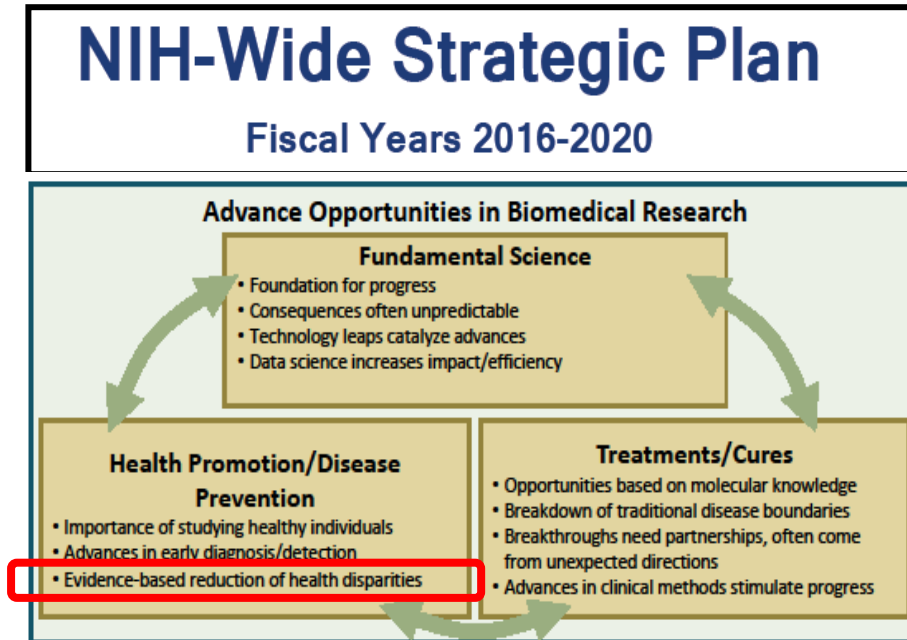 NIH-Wide Strategic Plan
Fiscal Years 2016-2020
Advance Opportunities in Biomedical Research
Fundamental Science
• Foundation for progress
• Consequences often unpredictable
• Technology leaps catalyze advances
• Data science increases impact/efficiency
Health Promotion/Disease
Prevention
• Importance of studying healthy individuals
• Advances in early diagnosis/detection
• Evidence-based reduction of health disparities
Treatments/Cures
• Opportunities based on molecular knowledge
• Breakdown of traditional disease boundaries
• Breakthroughs need partnerships, often come
from unexpected directions
• Advances in clinical methods stimulate progress